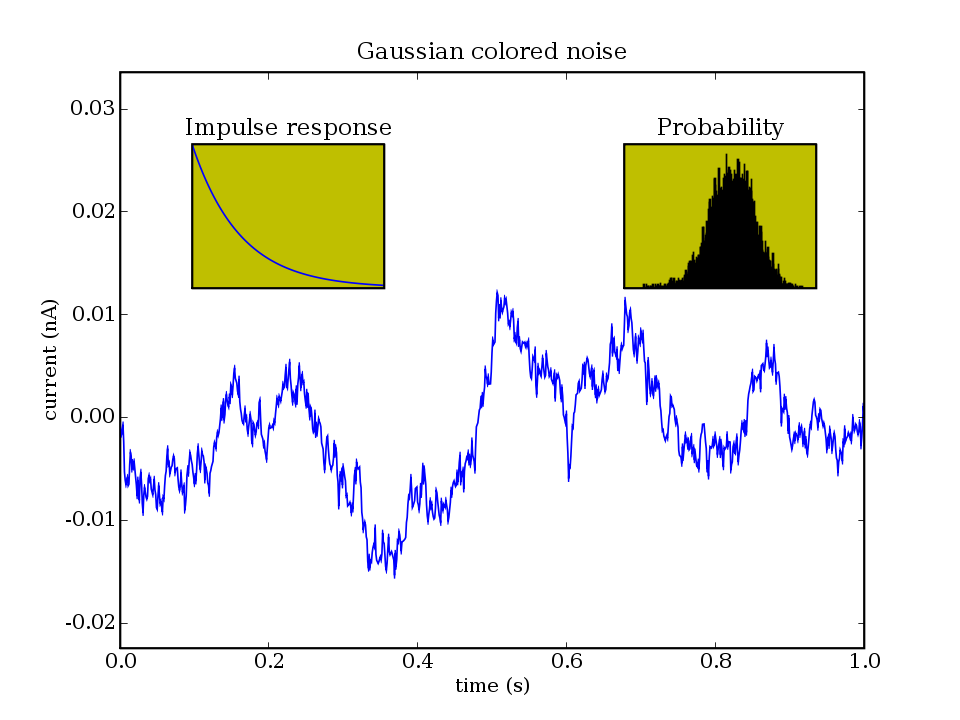 Gaussian colored noise
Impulse response
Probability
0.03
0.02
0.01
0.00
-0.01
-0.02
current (nA)
0.0 0.2 0.4 0.6 0.8 1.0
time (s)